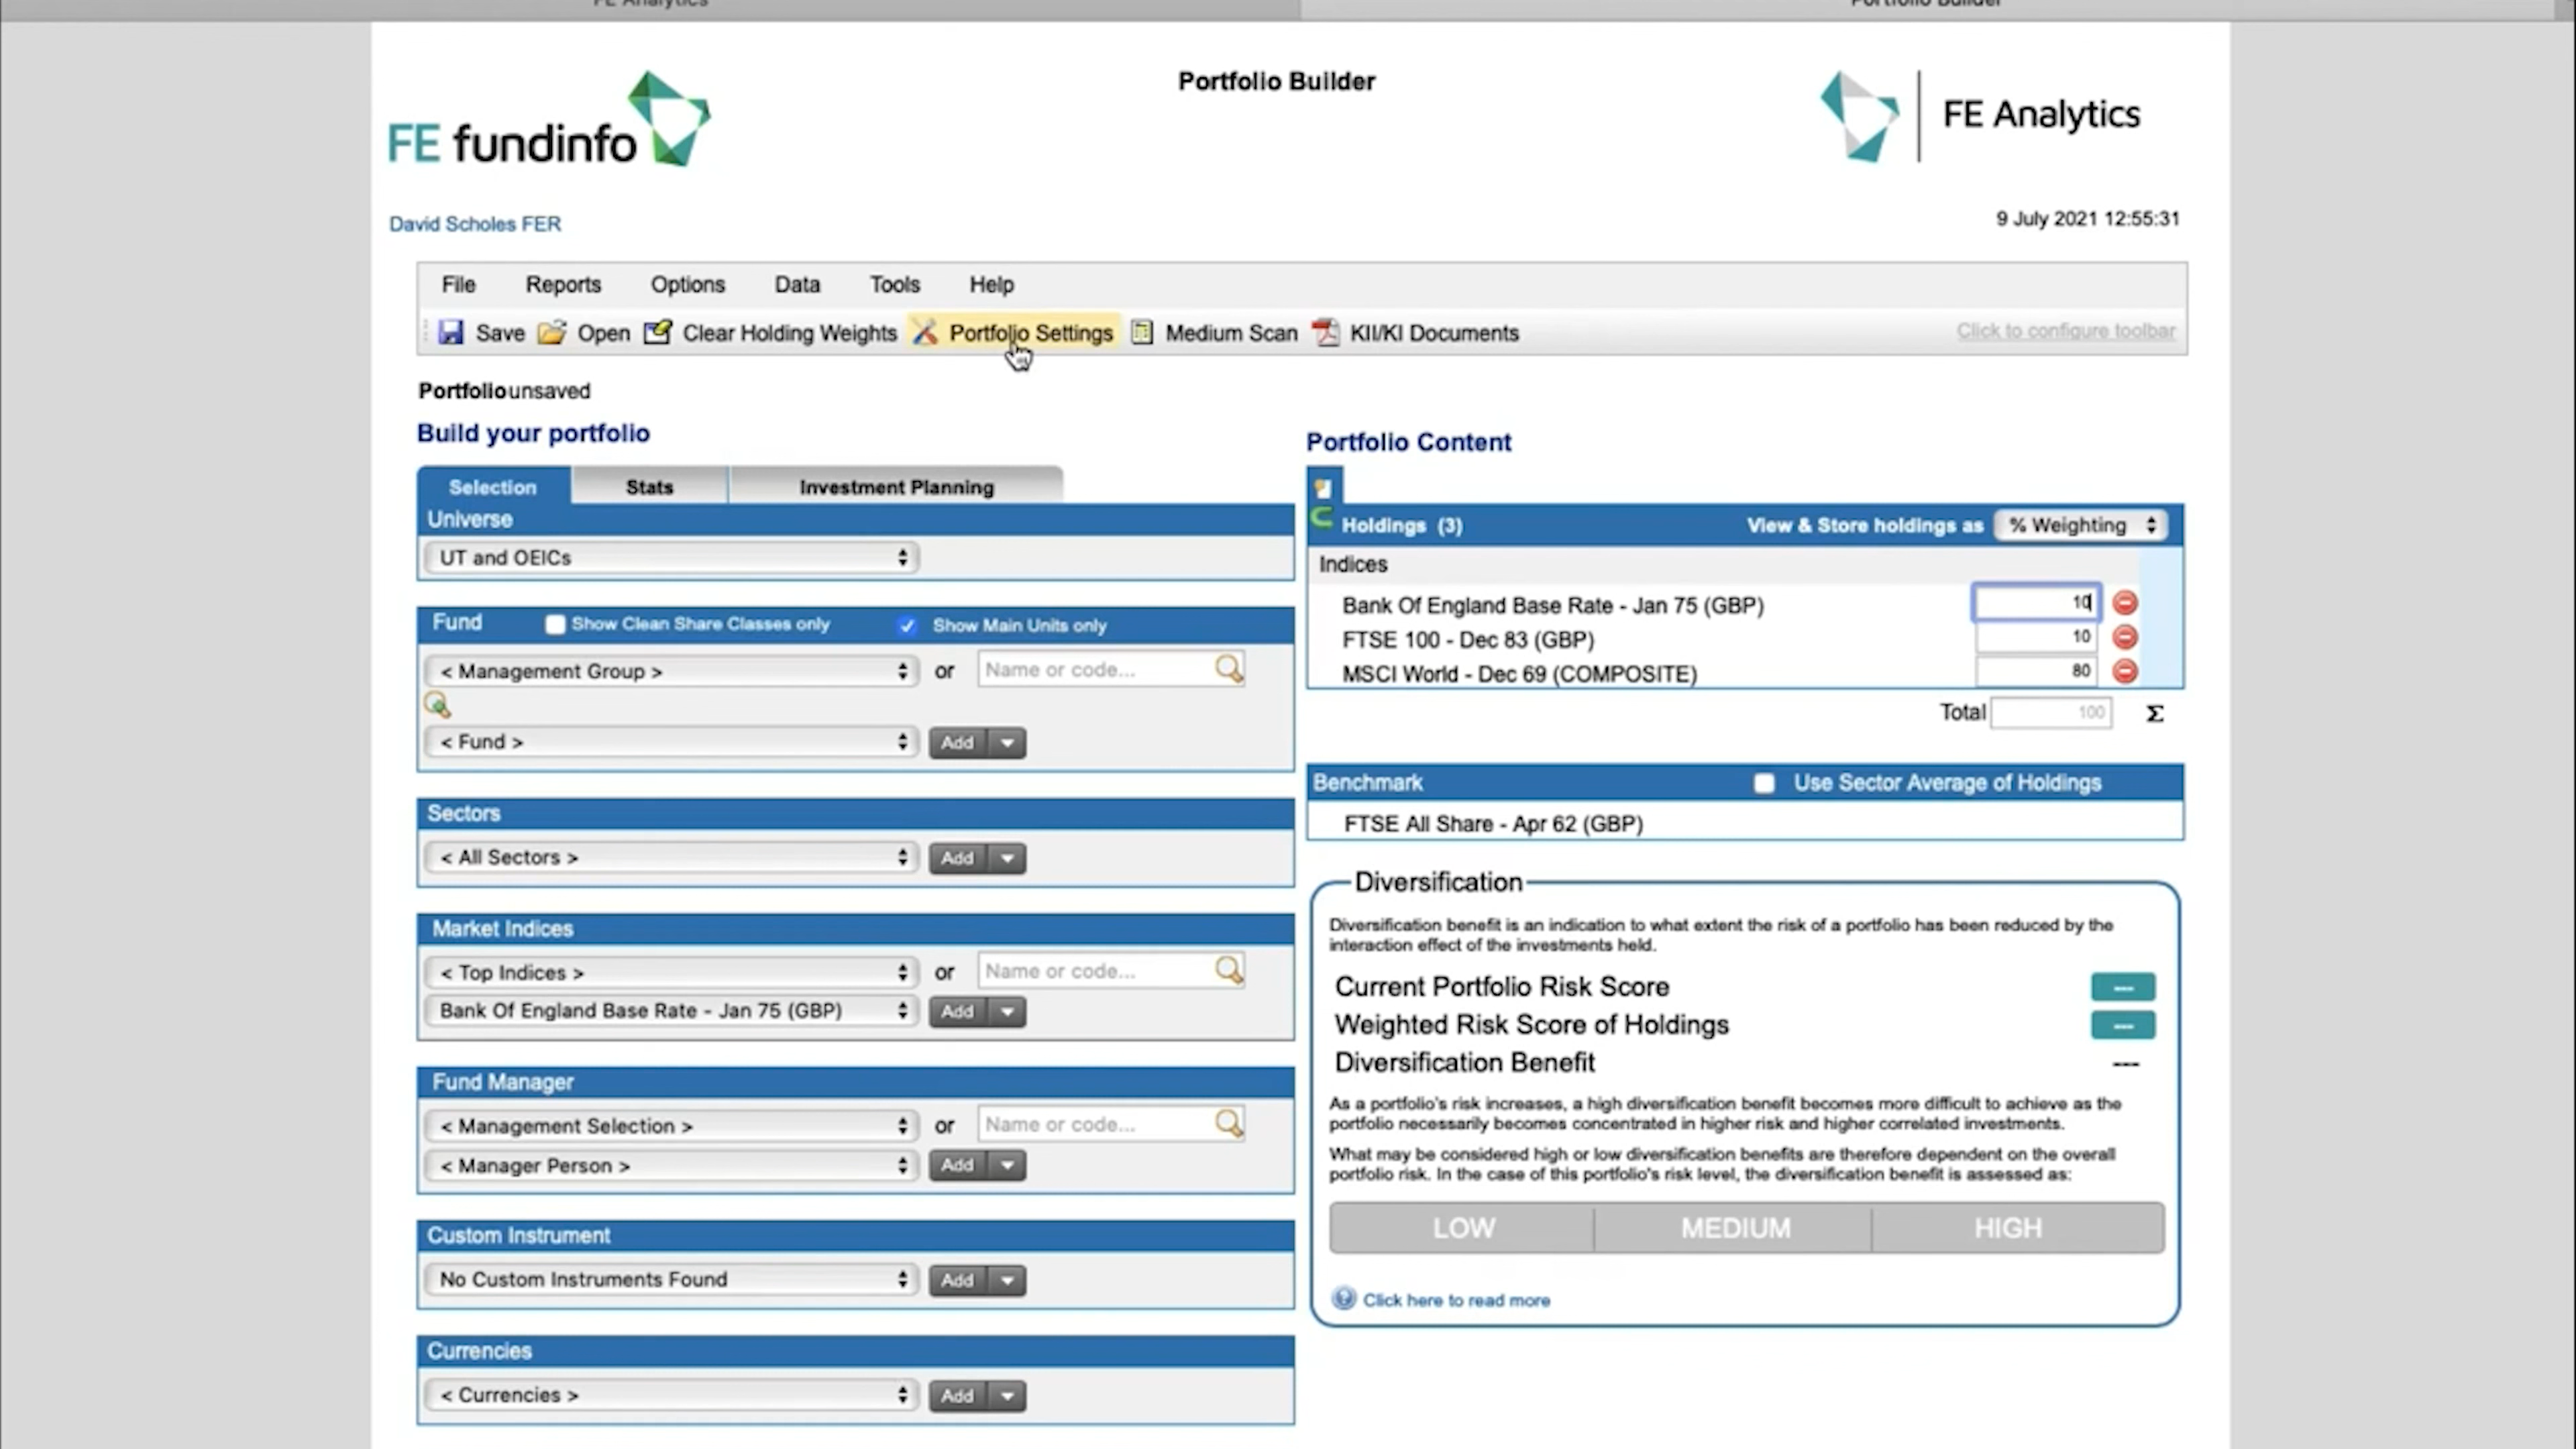 FE Analytics
Portfolio Builder
Portfolio Builder
FE fundinfo
FE Analytics
David Scholes FER
9 July 2021 12:55:31
File Reports Options Data Tools Help
Save Open Clear Holding Weights Portfolio Settings Medium Scan KII/KI Documents Click to configure toolbar
Portfoliounsaved
Build your portfolio
Selection Stats Investment Planning
Universe
UT and OEICs
Fund Show Clean Share Classes only Show Main Units only
< Management Group > or Name or code...
< Fund > Add
Sectors
< All Sectors > Add
Market Indices
< Top Indices > or Name or code...
Bank Of England Base Rate - Jan 75 (GBP) Add
Fund Manager
< Management Selection > or Name or code...
< Manager Person > Add
Custom Instrument
No Custom Instruments Found Add
Currencies
< Currencies > Add
Portfolio Content
Holdings (3) View & Store holdings as % Weighting
Indices
Bank Of England Base Rate - Jan 75 (GBP) 10
FTSE 100 - Dec 83 (GBP) 10
MSCI World - Dec 69 (COMPOSITE) 80
Total 100 Σ
Benchmark Use Sector Average of Holdings
FTSE All Share - Apr 62 (GBP)
Diversification
Diversification benefit is an indication to what extent the risk of a portfolio has been reduced by the
interaction effect of the investments held.
Current Portfolio Risk Score ---
Weighted Risk Score of Holdings ---
Diversification Benefit ---
As a portfolio's risk increases, a high diversification benefit becomes more difficult to achieve as the
portfolio necessarily becomes concentrated in higher risk and higher correlated investments.
What may be considered high or low diversification benefits are therefore dependent on the overall
portfolio risk. In the case of this portfolio's risk level, the diversification benefit is assessed as:
LOW MEDIUM HIGH
Click here to read more